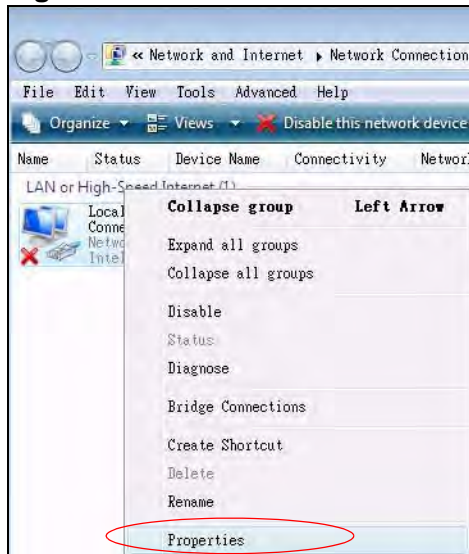 « Network and Internet ▸ Network Connection
File Edit View Tools Advanced Help
Organize Views Disable this network device
Name Status Device Name Connectivity Networ
LAN or High-Speed Internet (1)
Local
Conne
Netwo
Intel
Collapse group Left Arrow
Expand all groups
Collapse all groups
Disable
Status
Diagnose
Bridge Connections
Create Shortcut
Delete
Rename
Properties